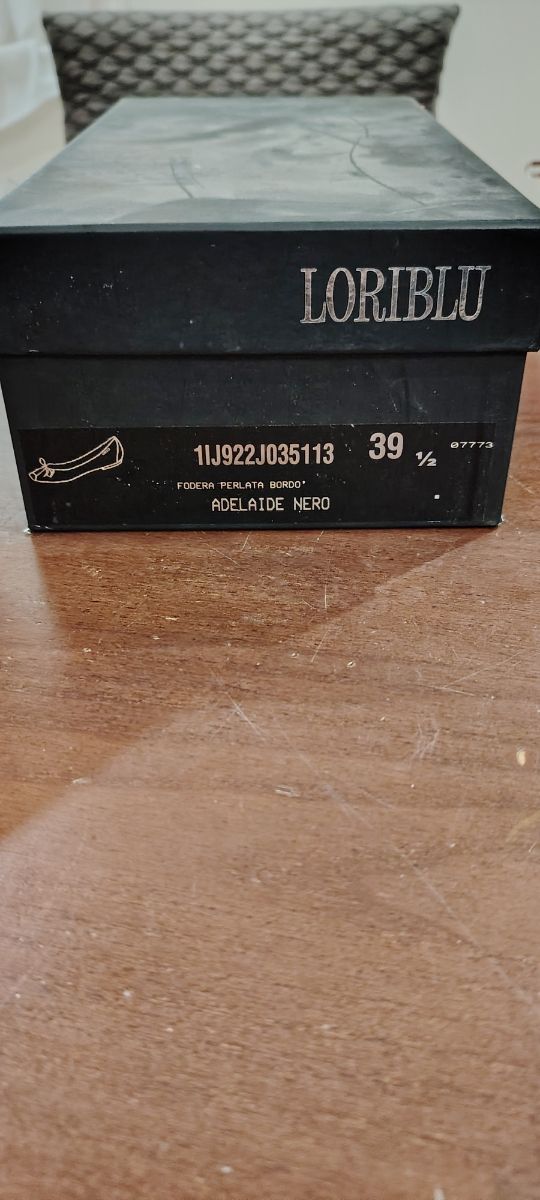 LORIBLU
1IJ922J035113 39 ½ 07773
FODERA PERLATA BORDO'
ADELAIDE NERO